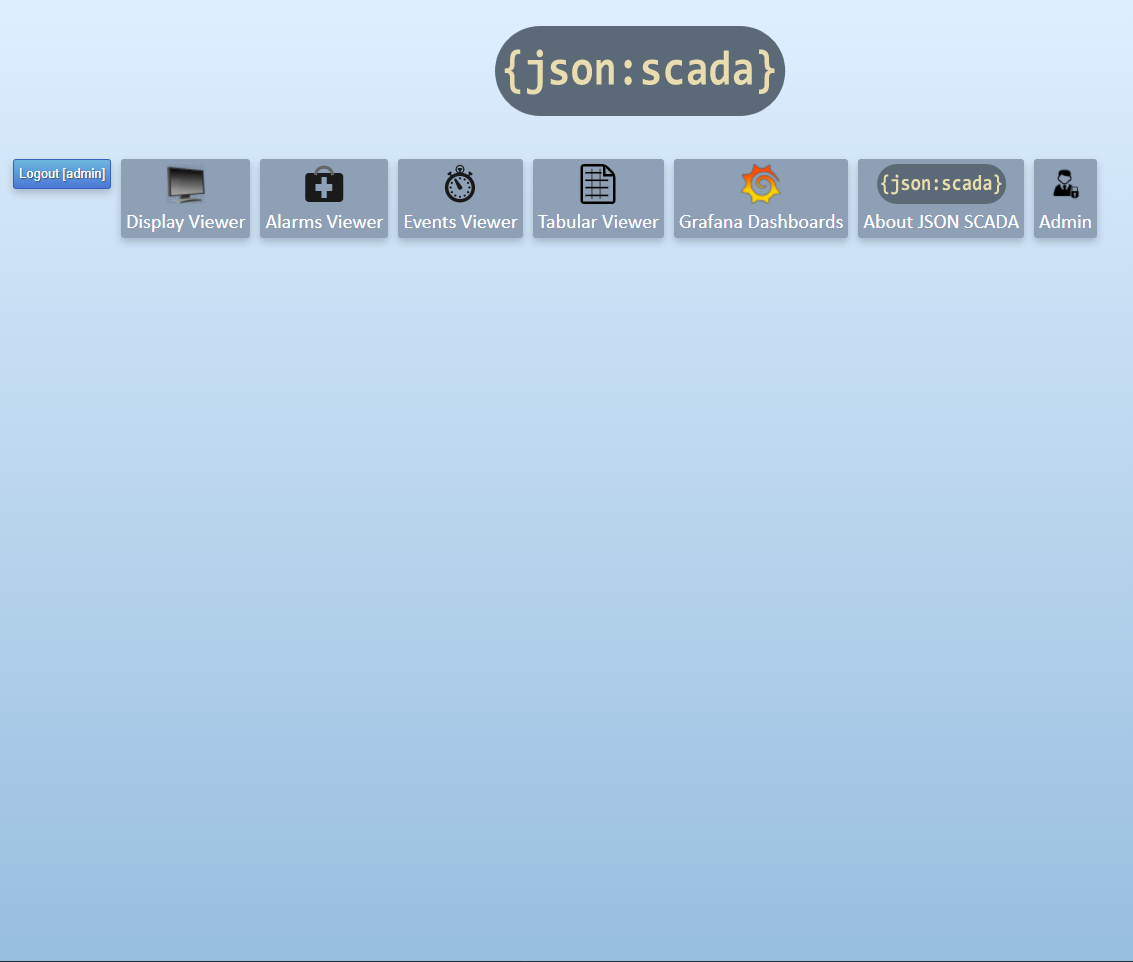 {json:scada}
Logout [admin]
Display Viewer
Alarms Viewer
Events Viewer
Tabular Viewer
Grafana Dashboards
{json:scada}
About JSON SCADA
Admin